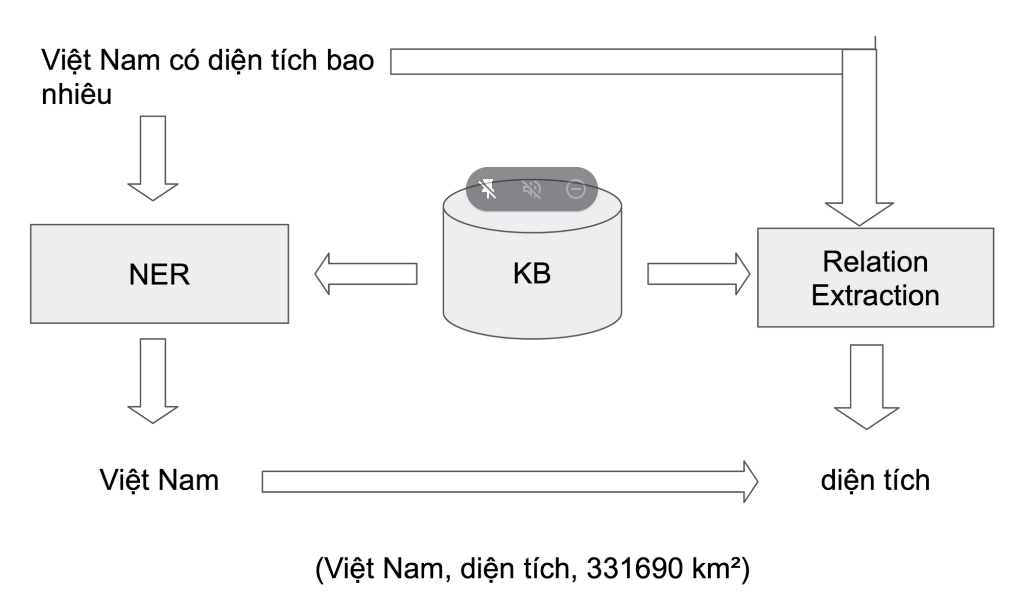 Việt Nam có diện tích bao
nhiêu
NER
KB
Relation
Extraction
Việt Nam
diện tích
(Việt Nam, diện tích, 331690 km²)